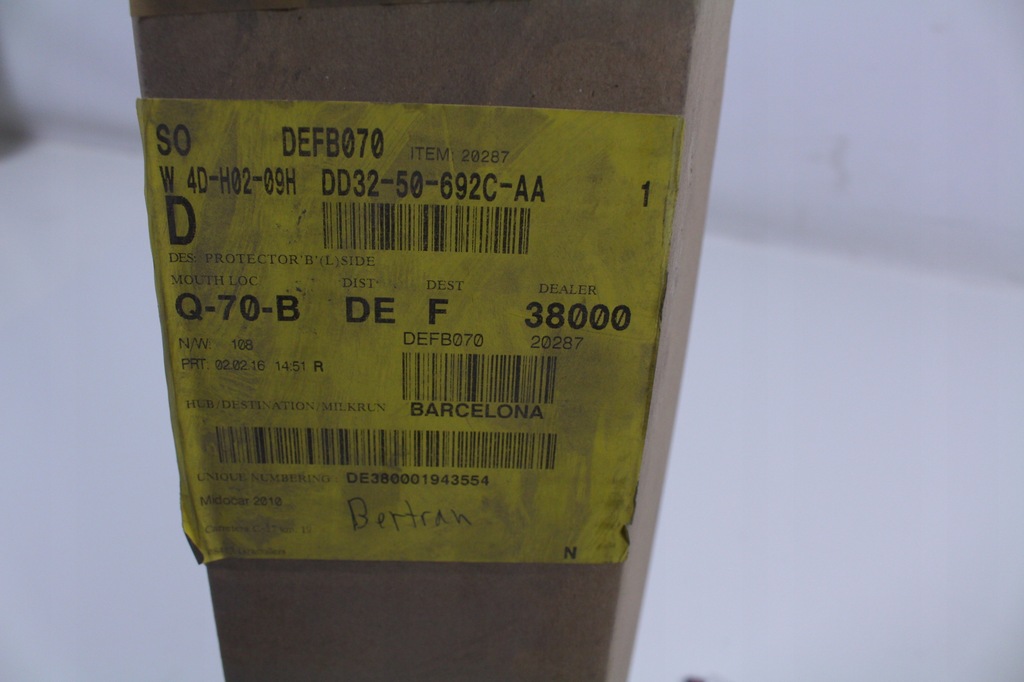 SO DEFB070 ITEM: 20287
W 4D-H02-09H DD32-50-692C-AA 1
D
DES: PROTECTOR'B'(L)SIDE
MOUTH LOC DIST DEST DEALER
Q-70-B DE F 38000
N/W: 108 DEFB070 20287
PRT: 02.02.16 14:51 R
HUB/DESTINATION/MILKRUN BARCELONA
UNIQUE NUMBERING: DE380001943554
Midocar 2010
Bertran
N